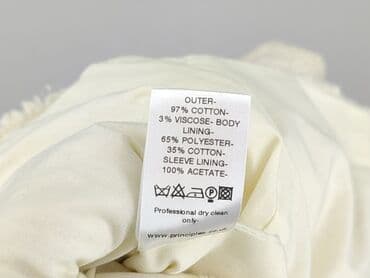 OUTER-
97% COTTON-
3% VISCOSE- BODY
LINING-
65% POLYESTER-
35% COTTON-
SLEEVE LINING-
100% ACETATE-
P
Professional dry clean
only-